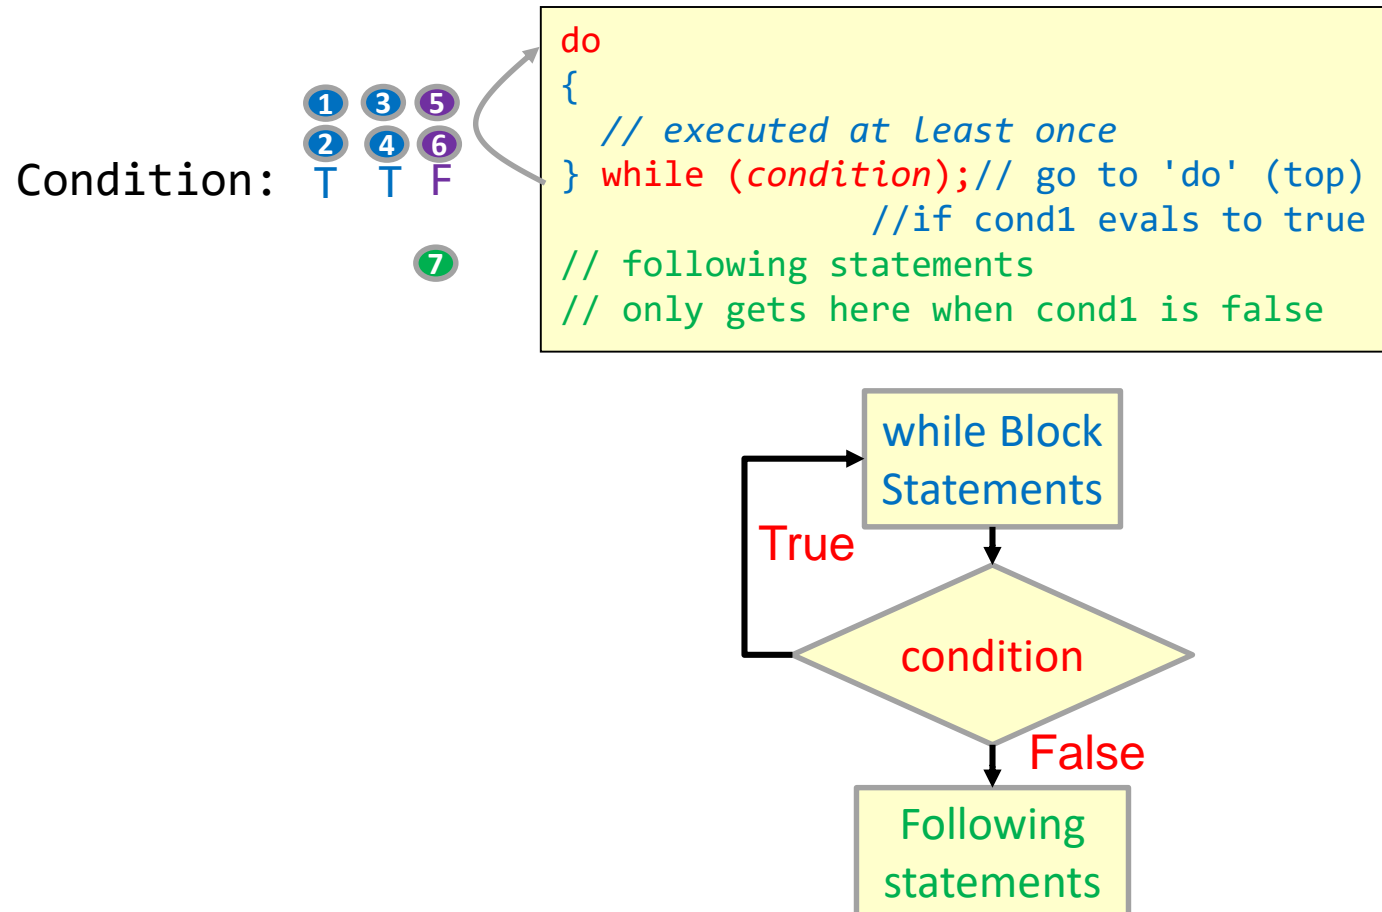 do
{
1 3 5
// executed at least once
2 4 6
Condition: T T F
} while (condition);// go to 'do' (top)
//if cond1 evals to true
7
// following statements
// only gets here when cond1 is false
while Block
Statements
True
condition
False
Following
statements